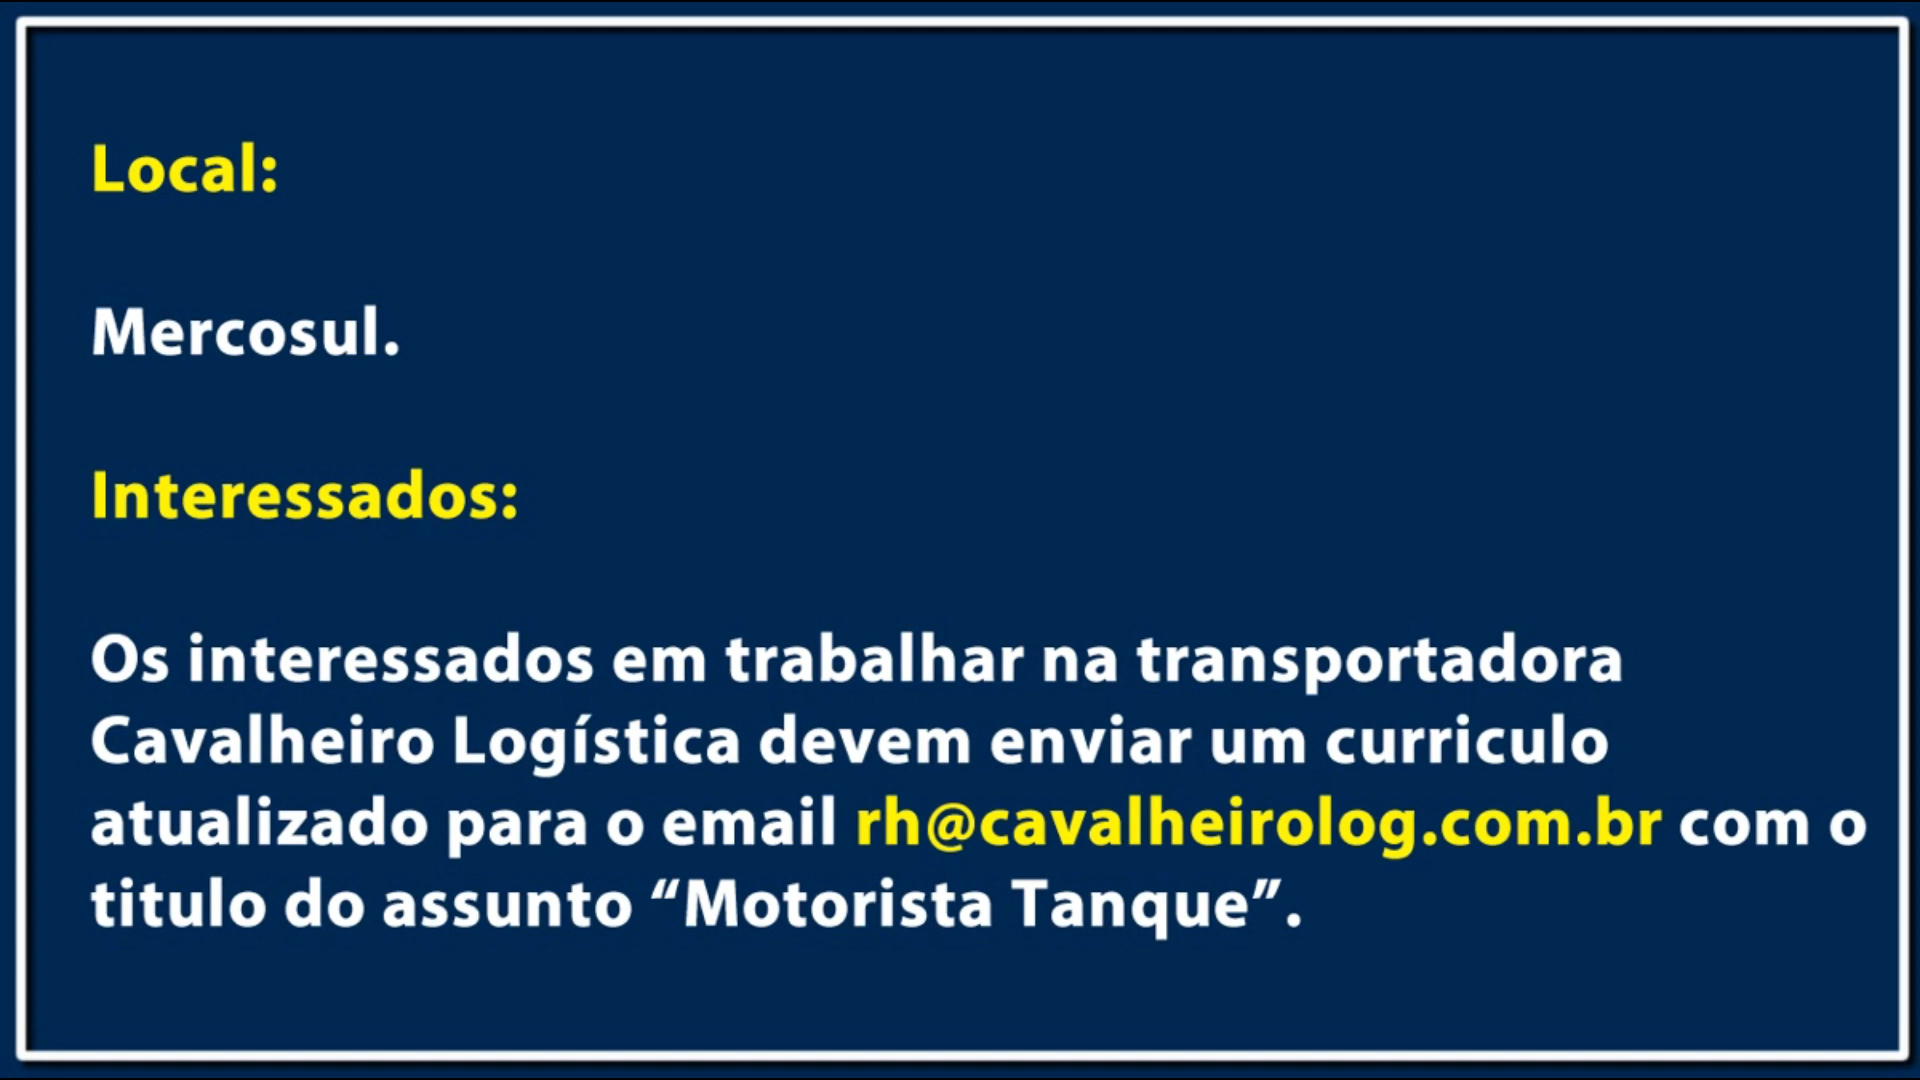 Local:
Mercosul.
Interessados:
Os interessados em trabalhar na transportadora
Cavalheiro Logística devem enviar um curriculo
atualizado para o email rh@cavalheirolog.com.br com o
titulo do assunto “Motorista Tanque”.